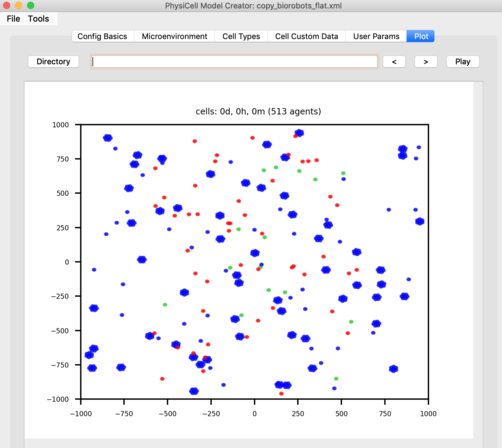 PhysiCell Model Creator: copy_biorobots_flat.xml
File Tools
Config Basics Microenvironment Cell Types Cell Custom Data User Params Plot
Directory < > Play
cells: 0d, 0h, 0m (513 agents)
1000
750
500
250
0
−250
−500
−750
−1000
−1000 −750 −500 −250 0 250 500 750 1000